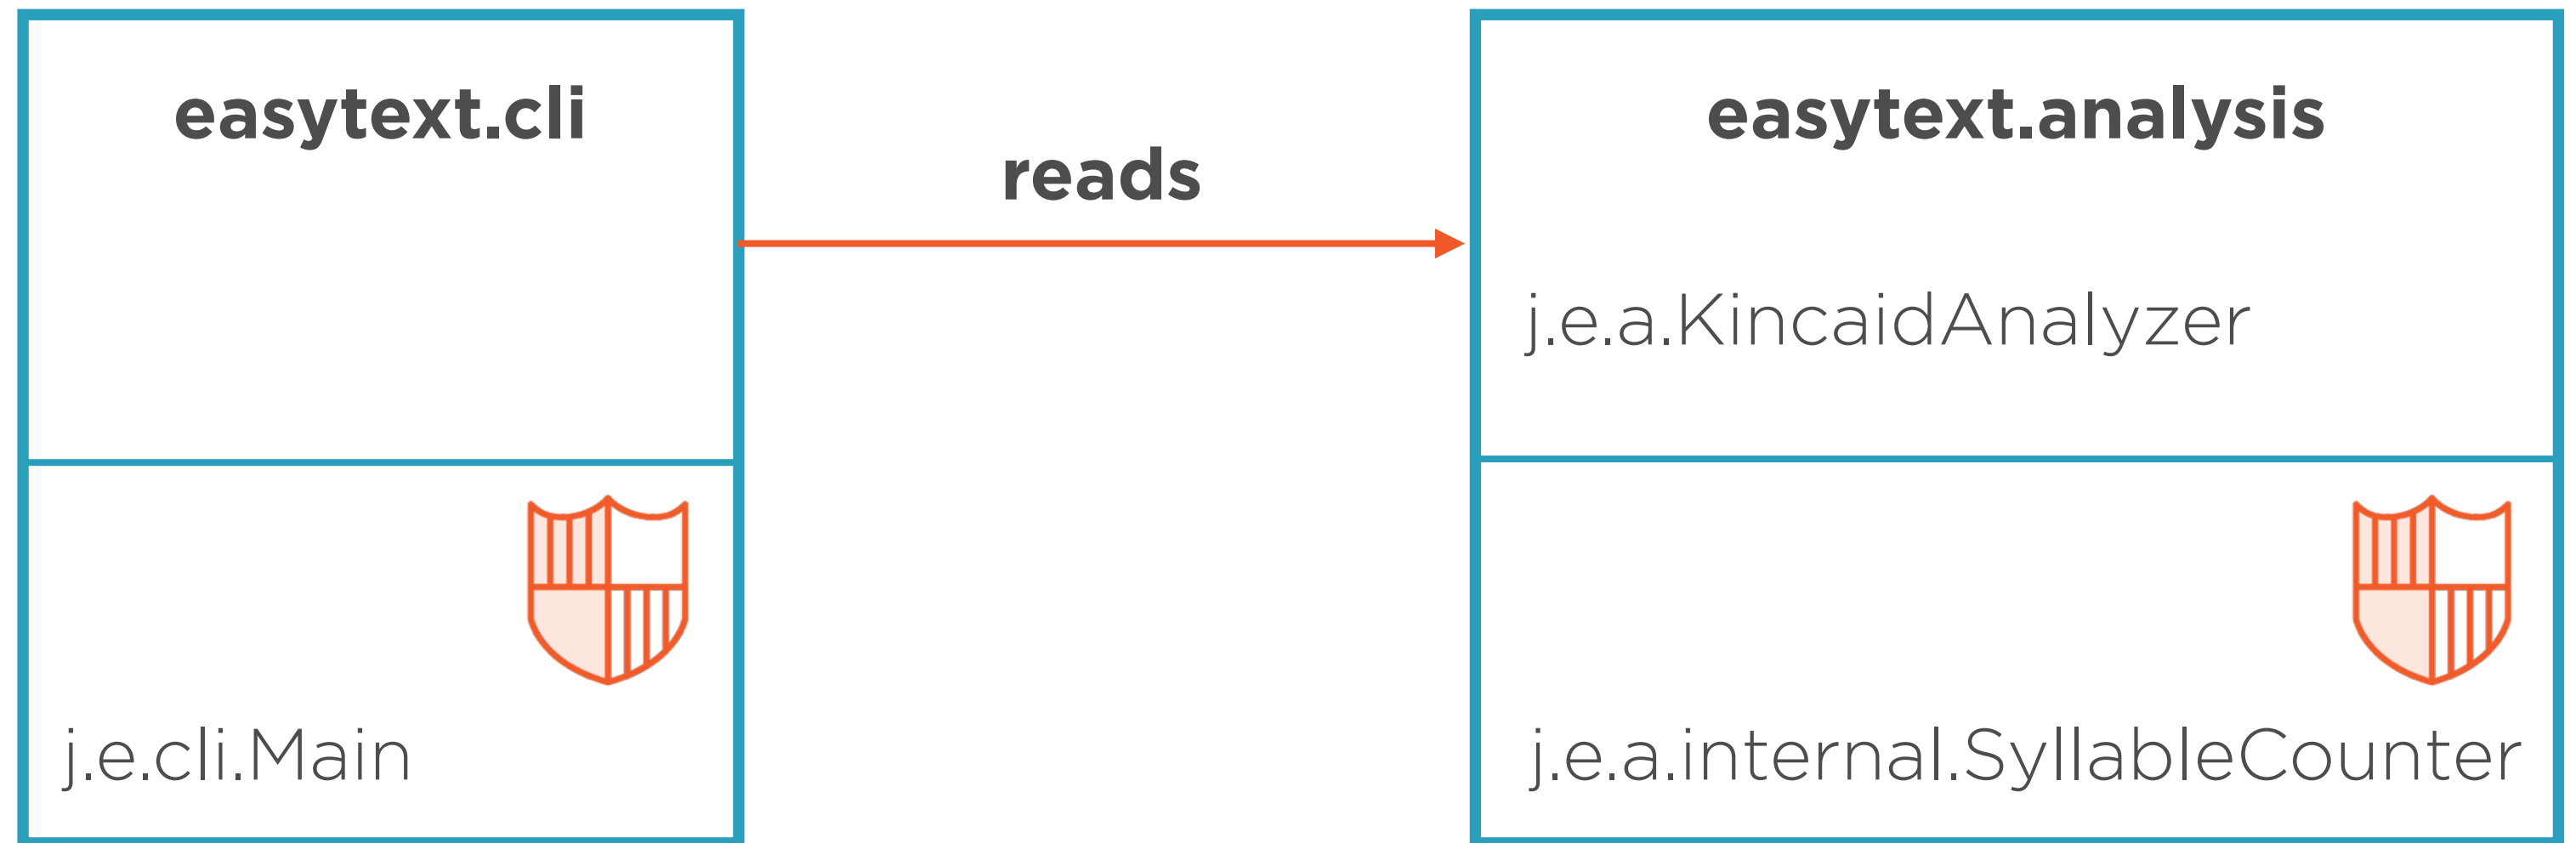 easytext.cli
reads
easytext.analysis
j.e.a.KincaidAnalyzer
j.e.cli.Main
j.e.a.internal.SyllableCounter